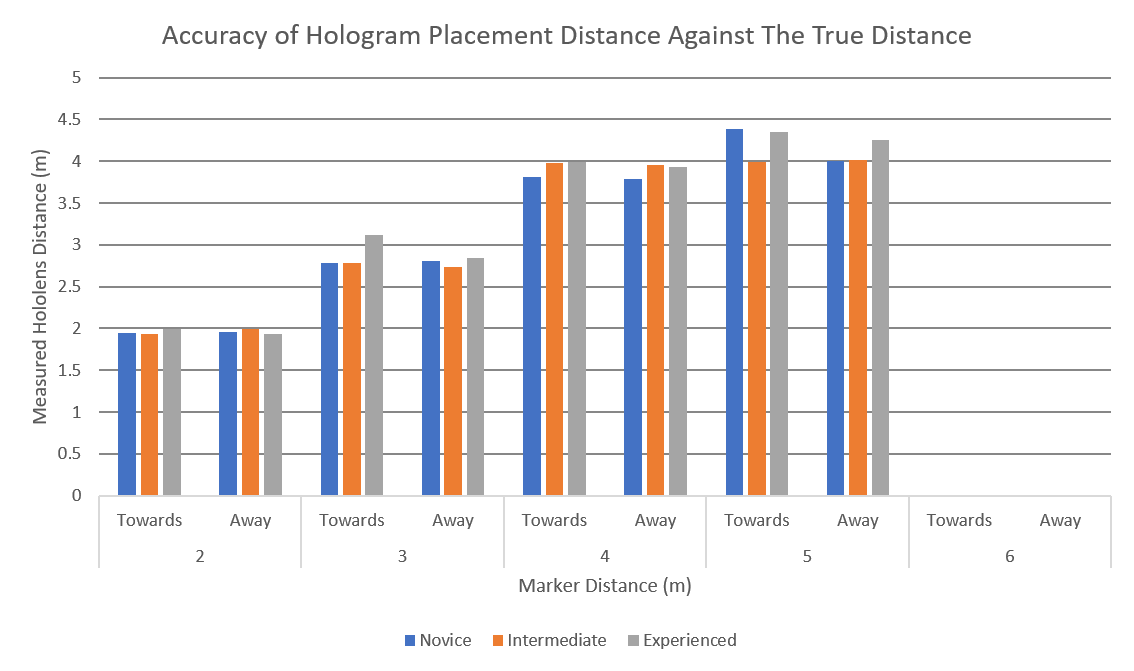 Accuracy of Hologram Placement Distance Against The True Distance
Measured Hololens Distance (m)
5
4.5
4
3.5
3
2.5
2
1.5
1
0.5
0
Towards Away Towards Away Towards Away Towards Away Towards Away
2 3 4 5 6
Marker Distance (m)
Novice Intermediate Experienced